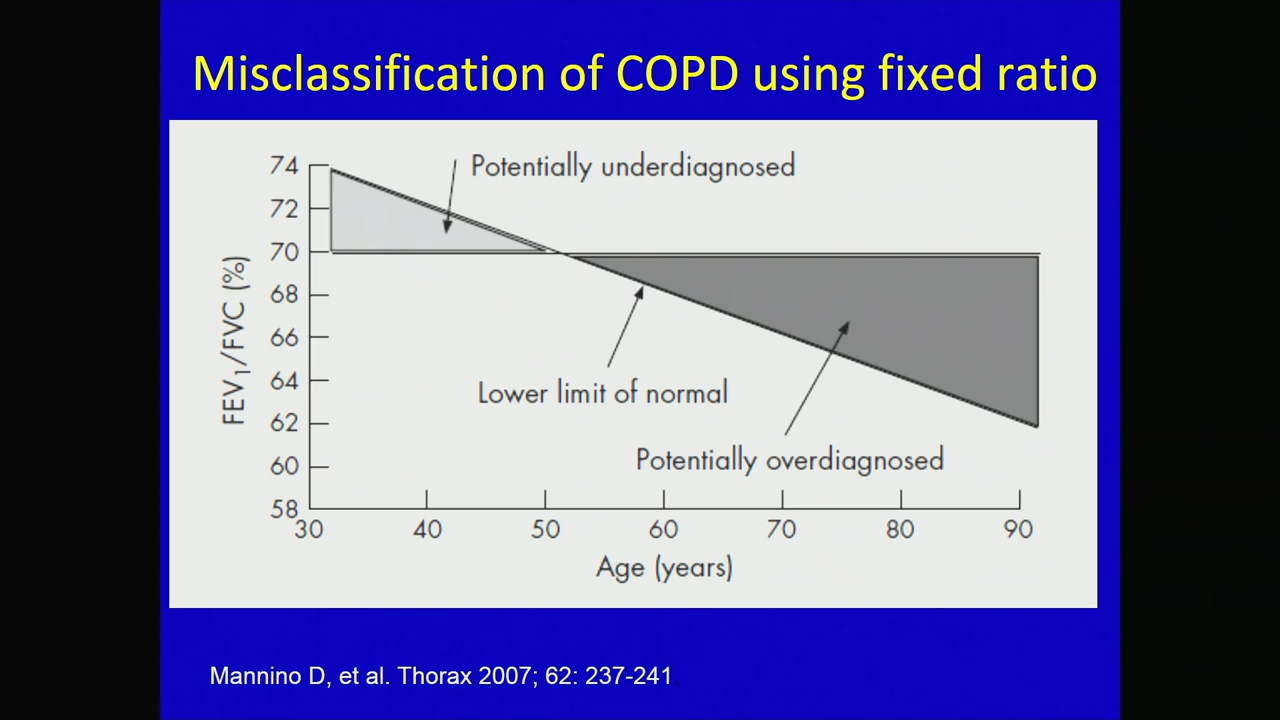 Misclassification of COPD using fixed ratio
Potentially underdiagnosed
74
72
70
68
66
64
62
60
58
FEV₁/FVC (%)
Lower limit of normal
Potentially overdiagnosed
30 40 50 60 70 80 90
Age (years)
Mannino D, et al. Thorax 2007; 62: 237-241.